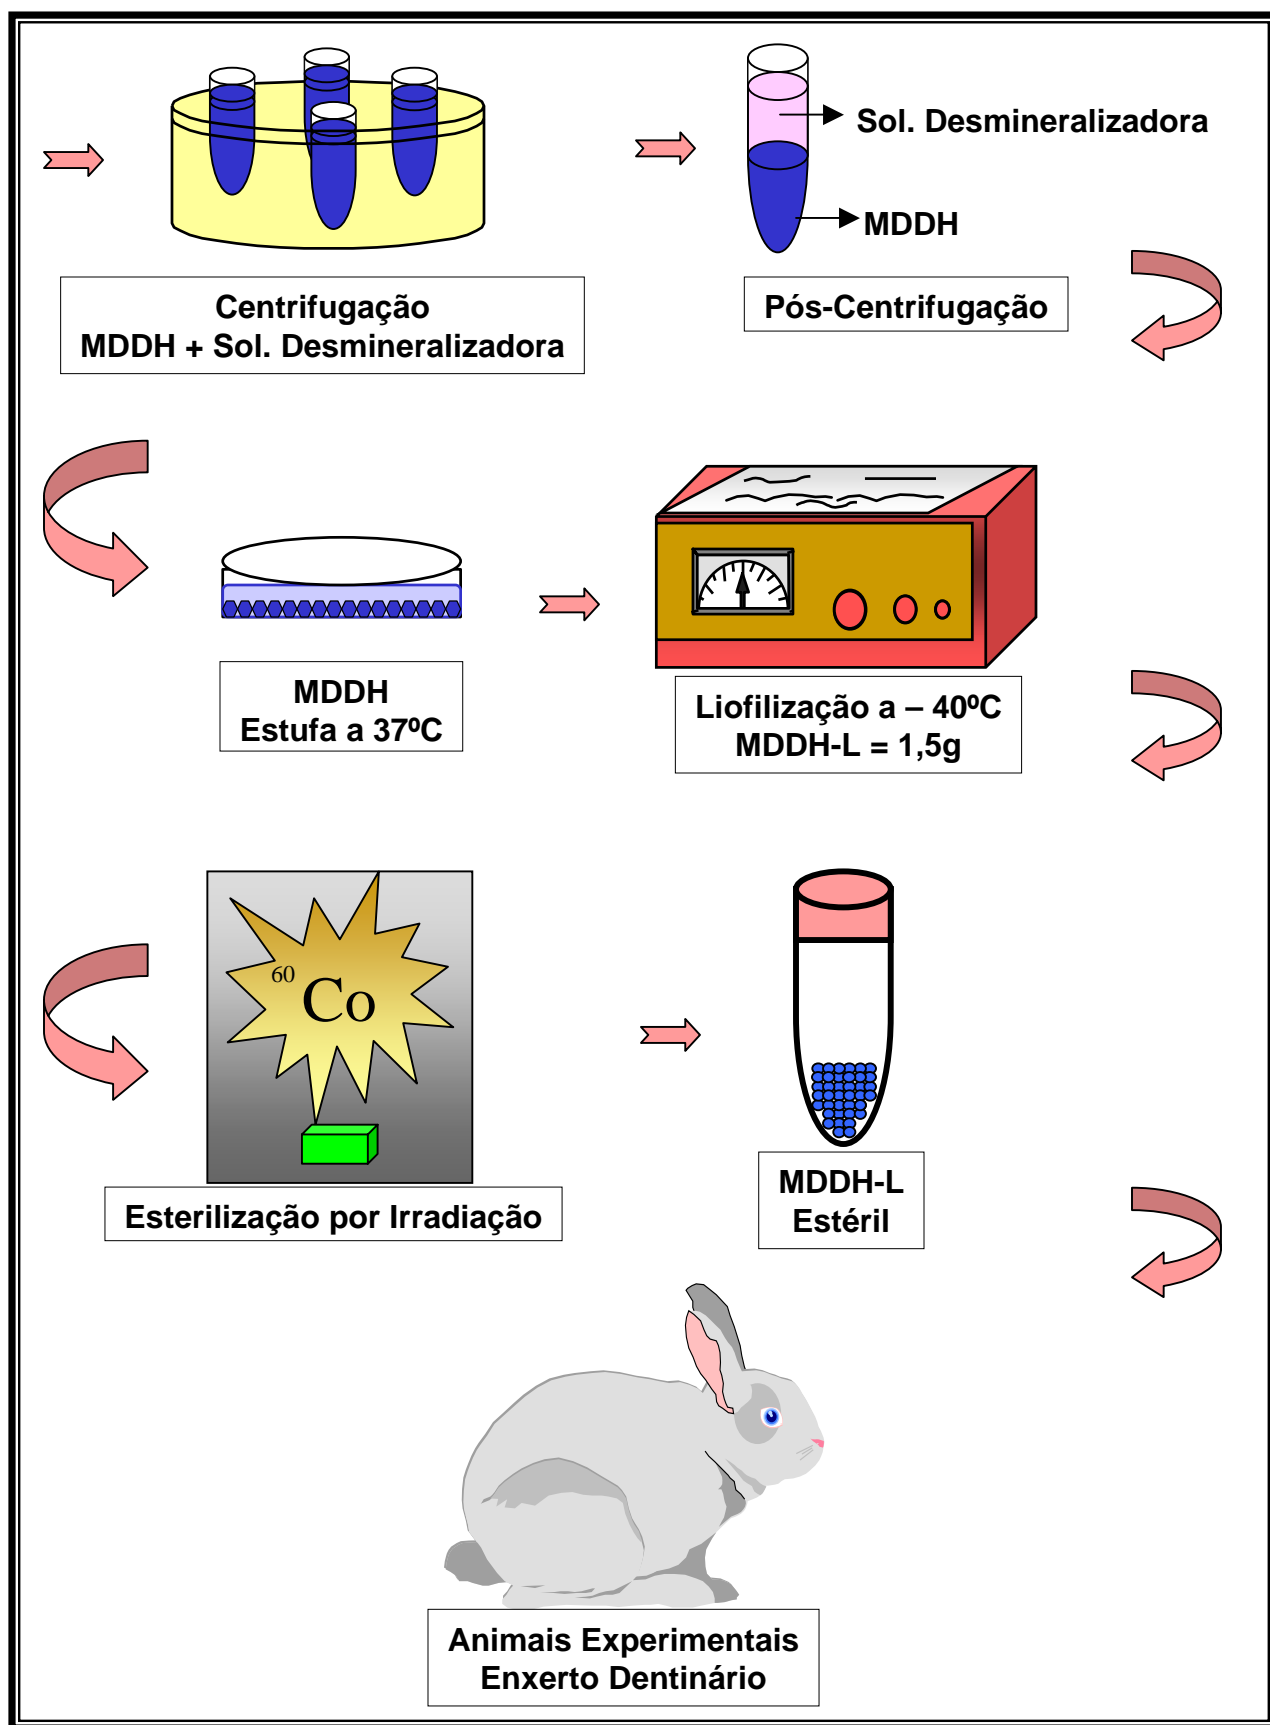 Sol. Desmineralizadora
MDDH
Centrifugação
MDDH + Sol. Desmineralizadora
Pós-Centrifugação
MDDH
Estufa a 37ºC
Liofilização a – 40ºC
MDDH-L = 1,5g
60
Co
Esterilização por Irradiação
MDDH-L
Estéril
Animais Experimentais
Enxerto Dentinário